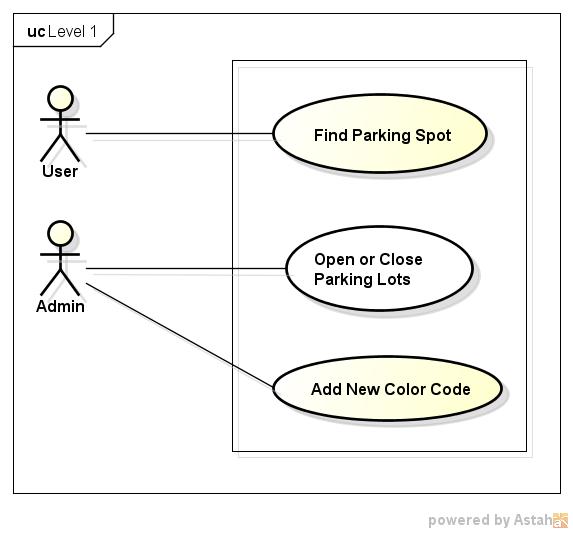 uc Level 1
Find Parking Spot
User
Open or Close
Parking Lots
Admin
Add New Color Code
powered by Astah